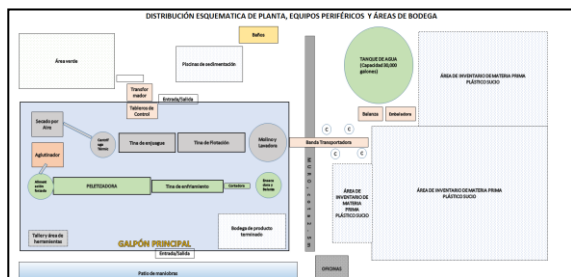 DISTRIBUCIÓN ESQUEMATICA DE PLANTA, EQUIPOS PERIFÉRICOS Y ÁREAS DE BODEGA
Área verde
Piscinas de sedimentación
Baños
TANQUE DE AGUA
(Capacidad 30,000
galones)
ÁREA DE INVENTARIO DE MATERIA PRIMA
PLÁSTICO SUCIO
Transfor
mador
Tableros de
Control
Entrada/Salida
Balanza
Embaladora
Secado por
Aire
Tina de enjuague
Tina de Flotación
Molino y
Lavadora
Banda Transportadora
Aglutinador
C
C
C
C
PELETIZADORA
Tina de enfriamiento
Cortadora
ÁREA DE
INVENTARIO DE
MATERIA
PRIMA
PLÁSTICO
SUCIO
ÁREA DE INVENTARIO DE MATERIA PRIMA
PLÁSTICO SUCIO
Taller y área de
herramientas
Bodega de producto
terminado
GALPÓN PRINCIPAL
Entrada/Salida
Patio de maniobras
OFICINAS